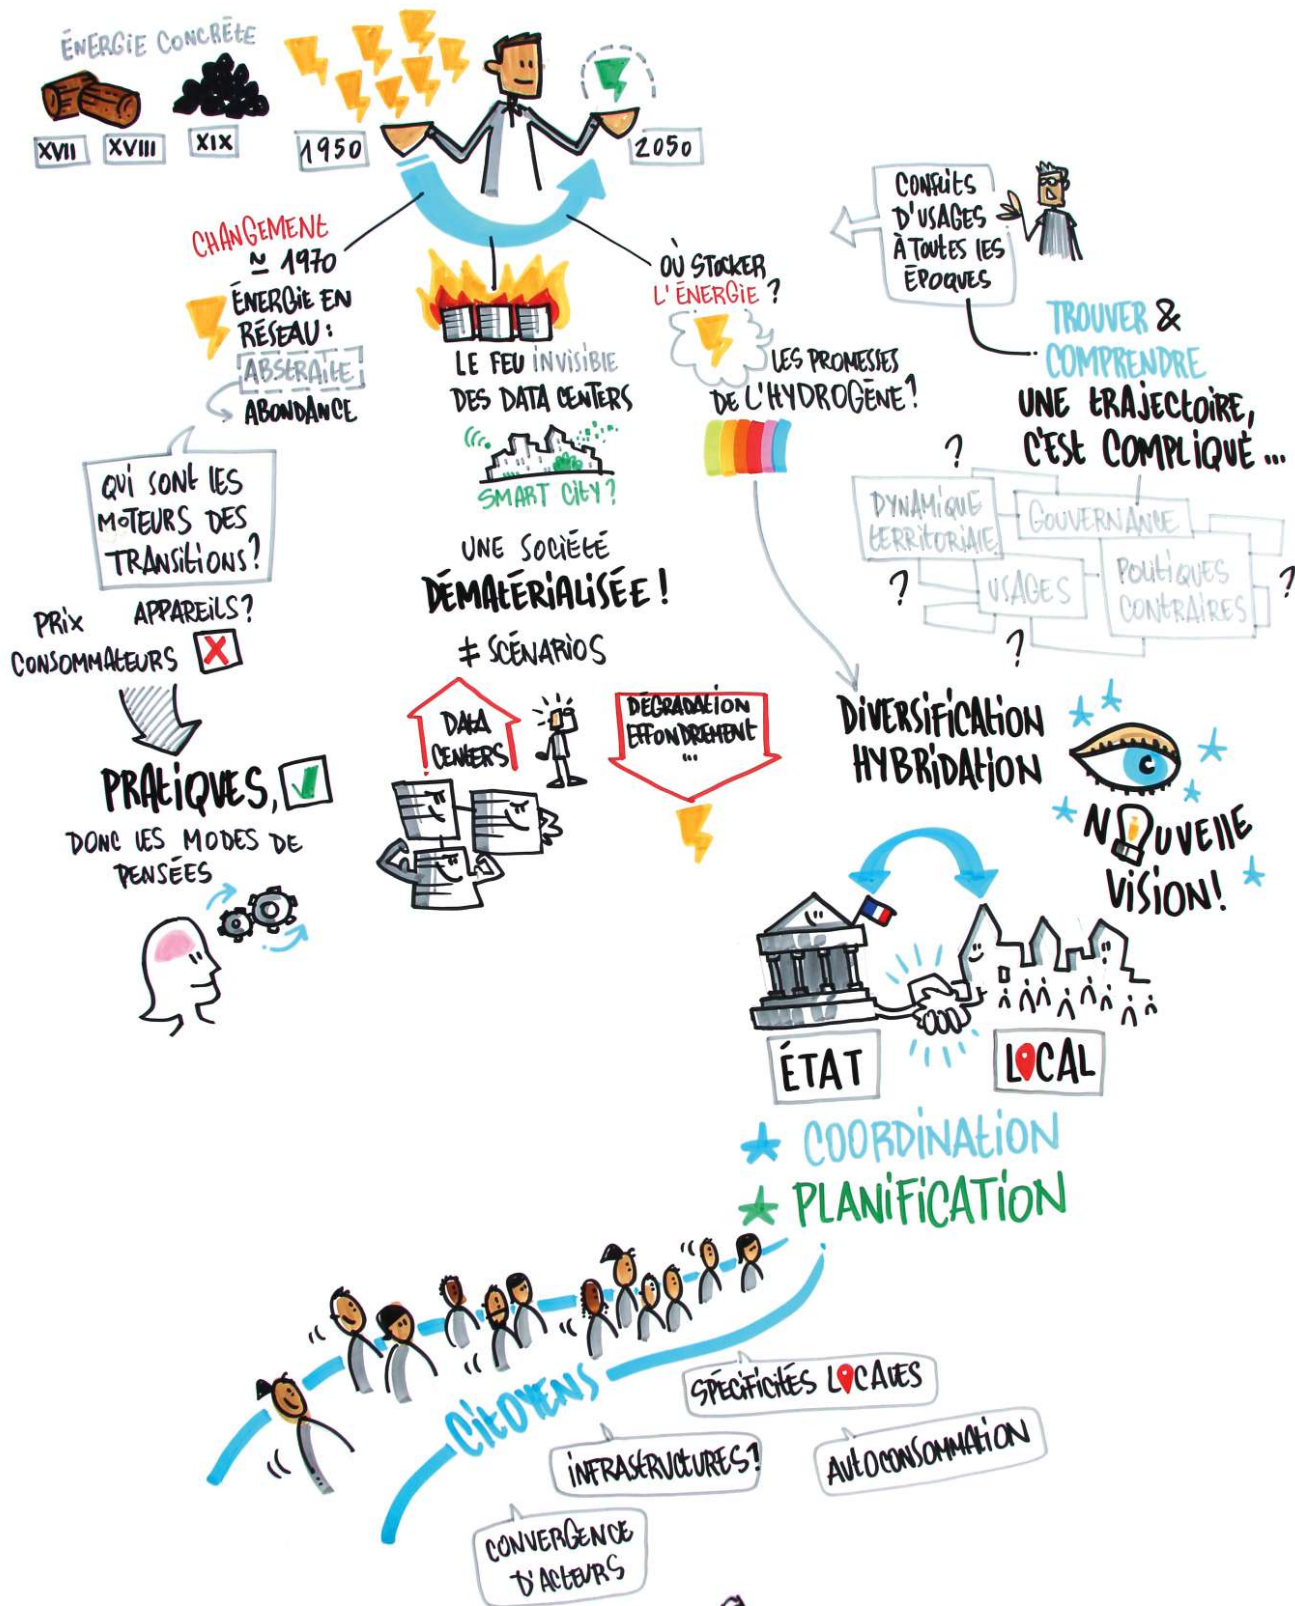 ÉNERGIE CONCRÈTE
XVII XVIII XIX
1950
2050
CHANGEMENT
≃ 1970
ÉNERGIE EN
RÉSEAU :
ABSTRAITE
ABONDANCE
QUI SONT LES
MOTEURS DES
TRANSITIONS ?
PRIX APPAREILS ?
CONSOMMATEURS
PRATIQUES,
DONC LES MODES DE
PENSÉES
LE FEU INVISIBLE
DES DATA CENTERS
SMART CITY ?
UNE SOCIÉTÉ
DÉMATÉRIALISÉE !
≠ SCÉNARIOS
DATA
CENTERS
DÉGRADATION
EFFONDREMENT
...
OÙ STOCKER
L'ÉNERGIE ?
LES PROMESSES
DE L'HYDROGÈNE ?
CONFLITS
D'USAGES
À TOUTES LES
ÉPOQUES
TROUVER &
COMPRENDRE
UNE TRAJECTOIRE,
C'EST COMPLIQUÉ ...
?
DYNAMIQUE
TERRITORIALE
GOUVERNANCE
?
USAGES
POLITIQUES
CONTRAIRES
?
?
DIVERSIFICATION
HYBRIDATION
NOUVELLE
VISION !
ÉTAT
LOCAL
COORDINATION
PLANIFICATION
CITOYENS
SPÉCIFICITÉS LOCALES
INFRASTRUCTURES ?
AUTOCONSOMMATION
CONVERGENCE
D'ACTEURS